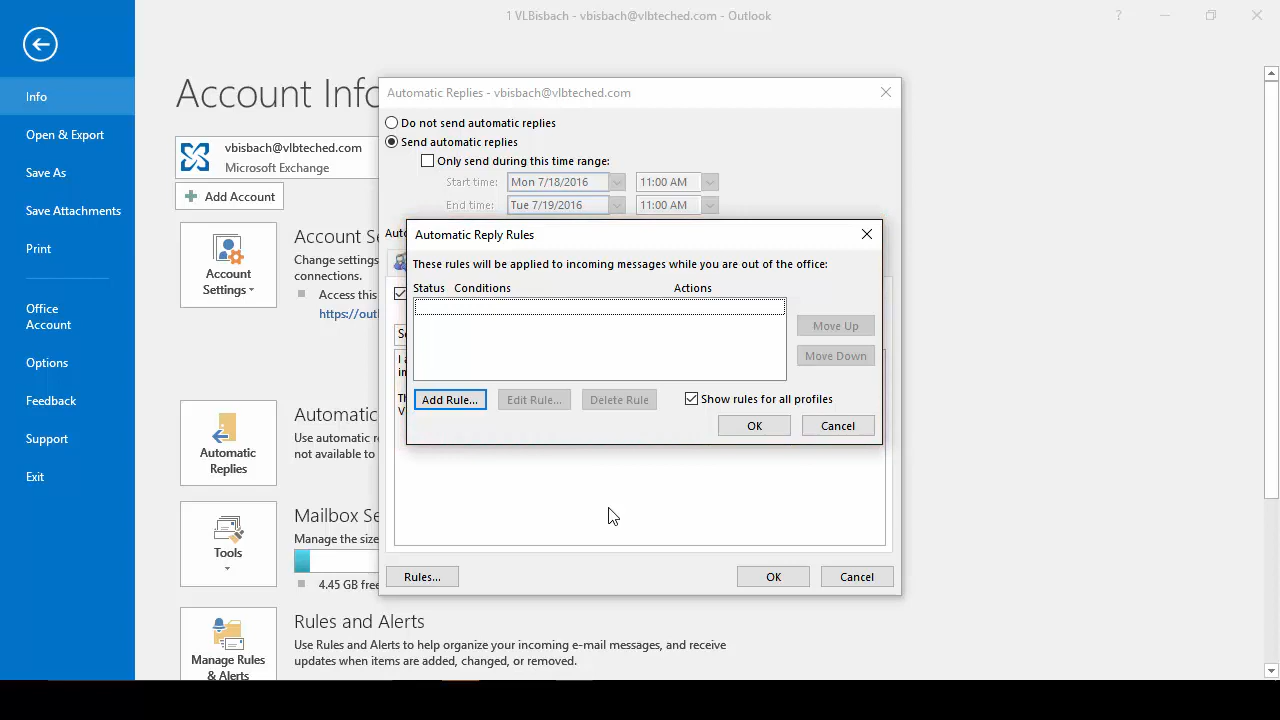 1 VLBisbach - vbisbach@vlbteched.com - Outlook
?
Info
Open & Export
Save As
Save Attachments
Print
Office
Account
Options
Feedback
Support
Exit
Account Info
vbisbach@vlbteched.com
Microsoft Exchange
Add Account
Account
Settings
Account Se
Change settings
connections.
Access this
https://outl
Automatic
Replies
Automatic
Use automatic re
not available to
Tools
Mailbox Se
Manage the size
4.45 GB free
Manage Rules
& Alerts
Rules and Alerts
Use Rules and Alerts to help organize your incoming e-mail messages, and receive
updates when items are added, changed, or removed.
Automatic Replies - vbisbach@vlbteched.com
Do not send automatic replies
Send automatic replies
Only send during this time range:
Start time: Mon 7/18/2016 11:00 AM
End time: Tue 7/19/2016 11:00 AM
Auto
Automatic Reply Rules
These rules will be applied to incoming messages while you are out of the office:
Status Conditions Actions
Move Up
Move Down
Add Rule... Edit Rule... Delete Rule Show rules for all profiles
OK Cancel
Rules... OK Cancel